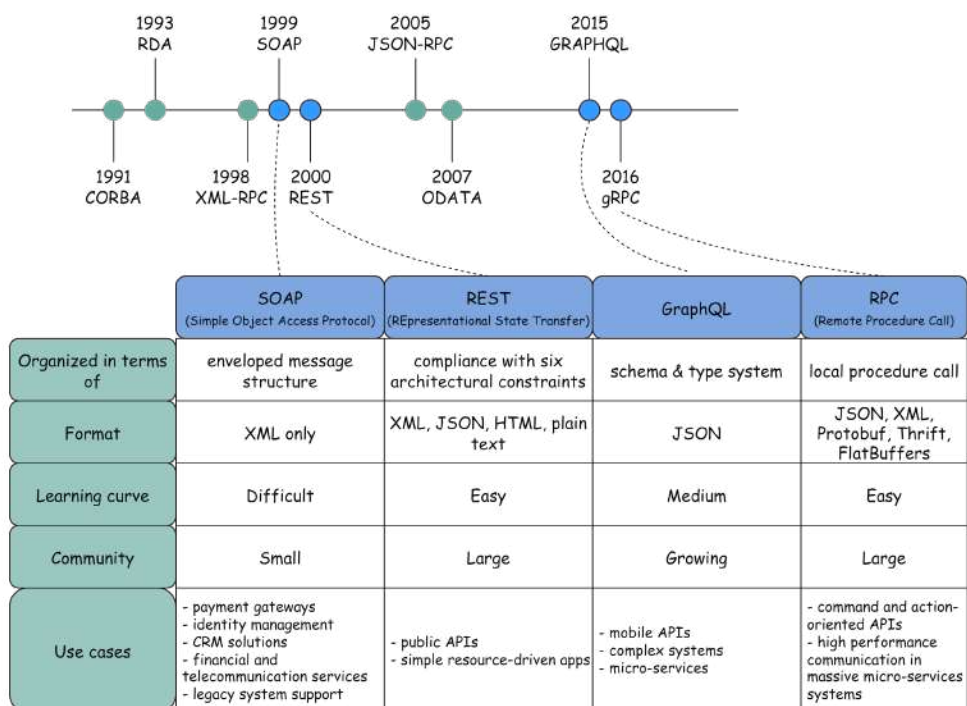 1993
RDA
1999
SOAP
2005
JSON-RPC
2015
GRAPHQL
1991
CORBA
1998
XML-RPC
2000
REST
2007
ODATA
2016
gRPC
SOAP
(Simple Object Access Protocol)
REST
(REpresentational State Transfer)
GraphQL
RPC
(Remote Procedure Call)
Organized in terms
of
enveloped message
structure
compliance with six
architectural constraints
schema & type system
local procedure call
Format
XML only
XML, JSON, HTML, plain
text
JSON
JSON, XML,
Protobuf, Thrift,
FlatBuffers
Learning curve
Difficult
Easy
Medium
Easy
Community
Small
Large
Growing
Large
Use cases
- payment gateways
- identity management
- CRM solutions
- financial and
telecommunication services
- legacy system support
- public APIs
- simple resource-driven apps
- mobile APIs
- complex systems
- micro-services
- command and action-
oriented APIs
- high performance
communication in
massive micro-services
systems